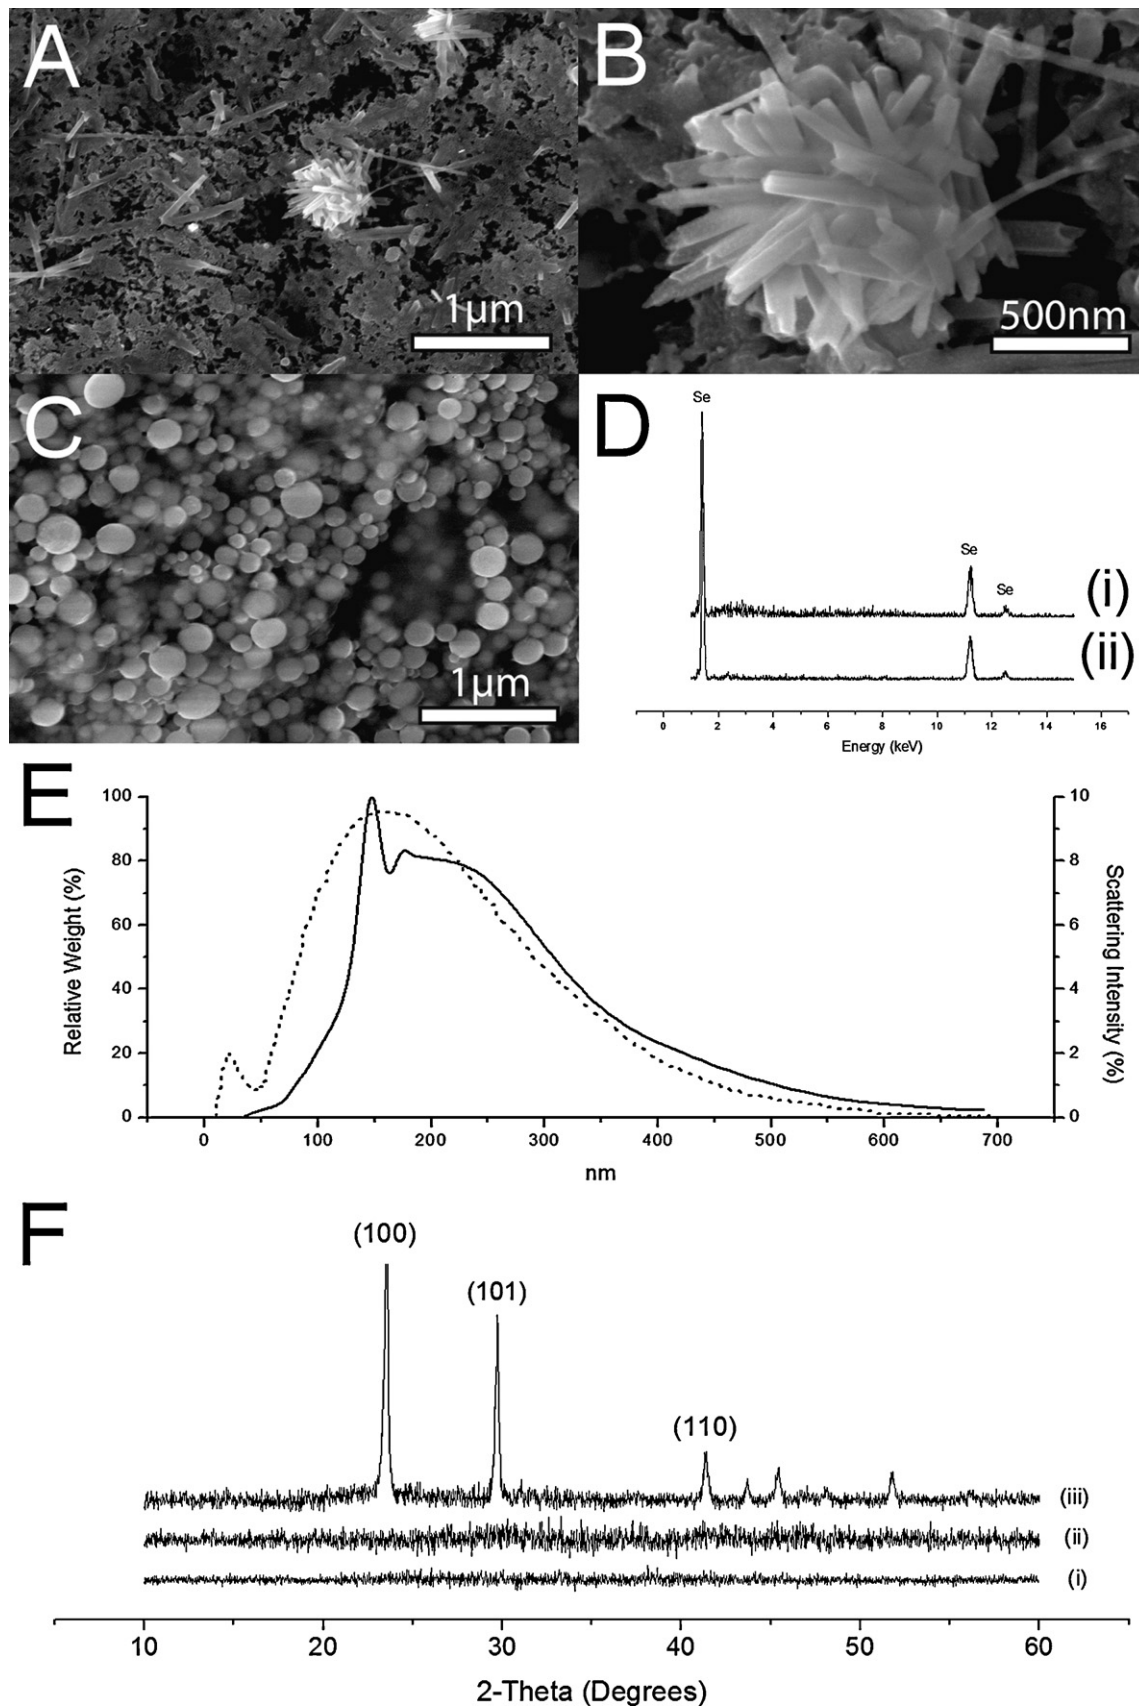 A
B
1µm
500nm
C
D
1µm
Se
Se
Se
(i)
(ii)
0 2 4 6 8 10 12 14 16
Energy (keV)
E
Relative Weight (%)
100
80
60
40
20
0
Scattering Intensity (%)
10
8
6
4
2
0
0 100 200 300 400 500 600 700
nm
F
(100)
(101)
(110)
(iii)
(ii)
(i)
10 20 30 40 50 60
2-Theta (Degrees)